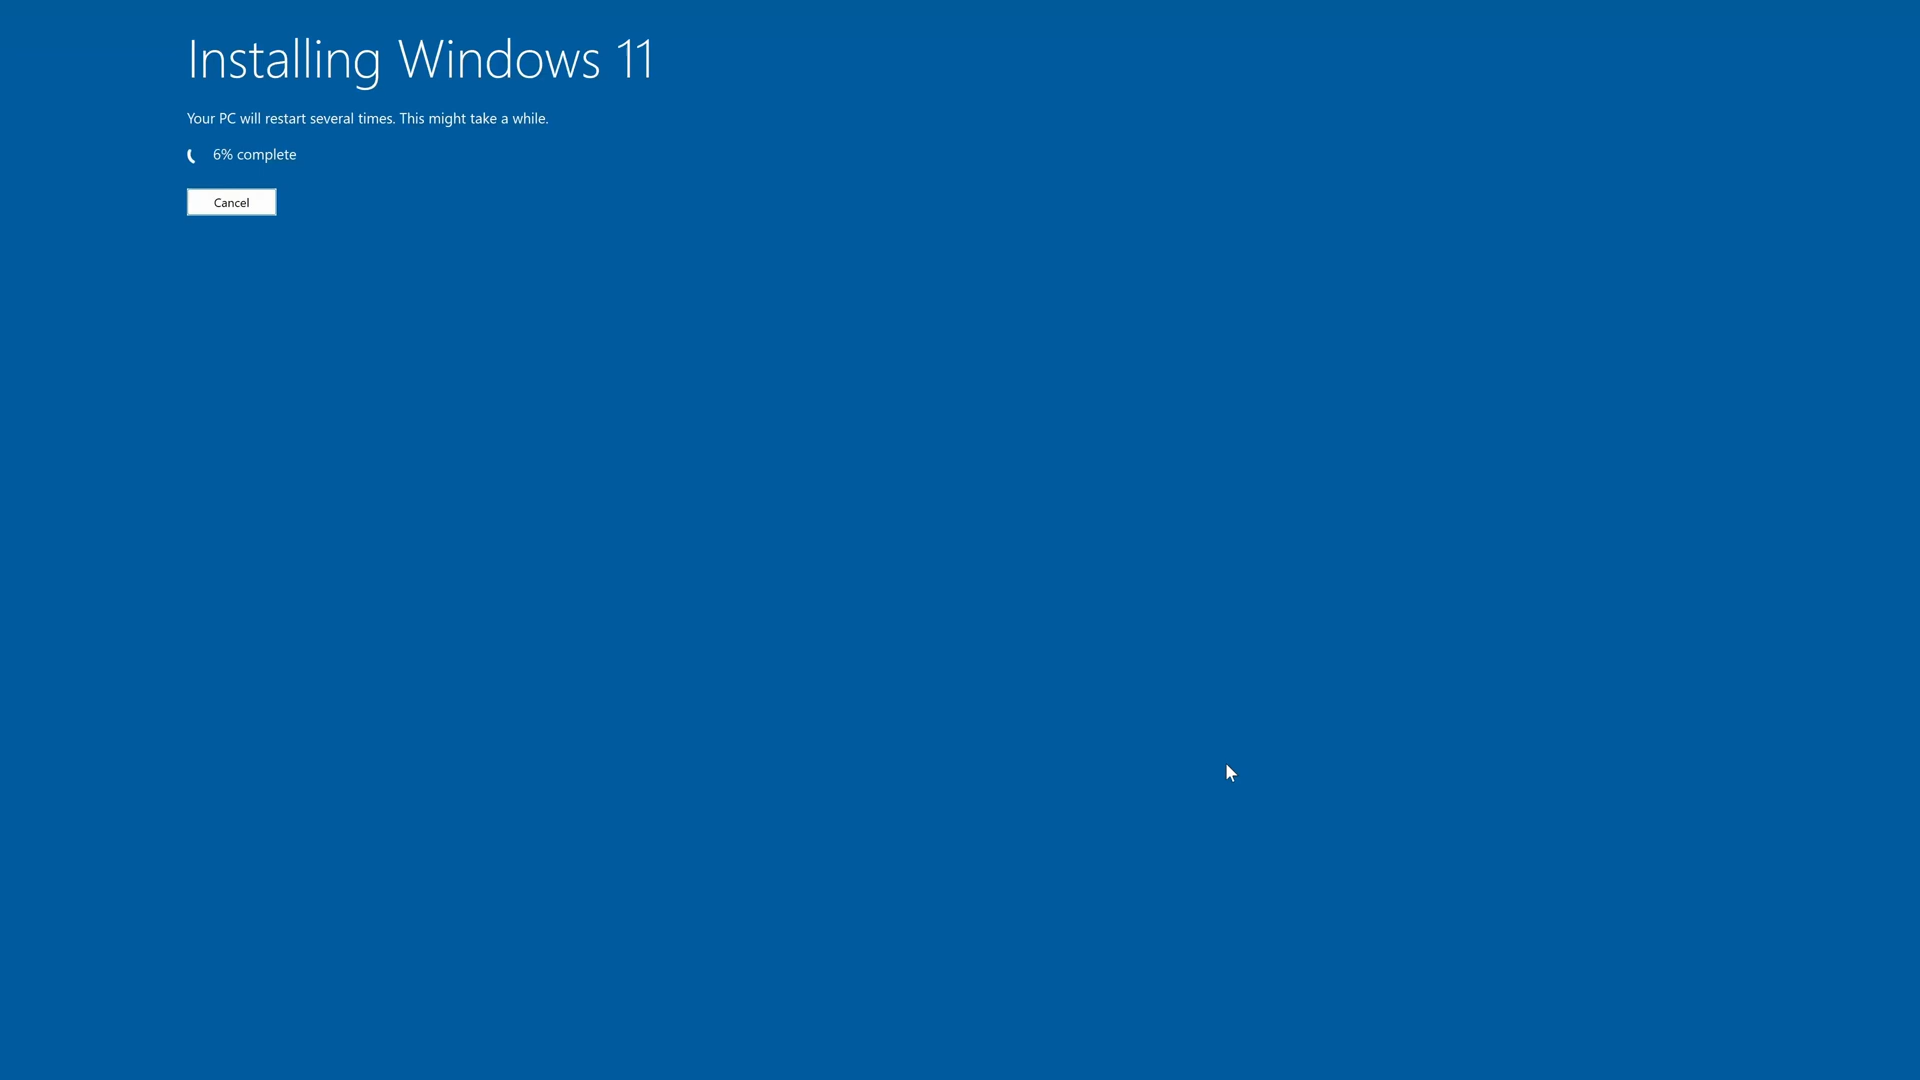 Installing Windows 11
Your PC will restart several times. This might take a while.
6% complete
Cancel